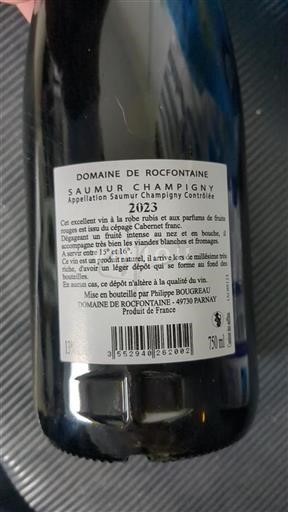 DOMAINE DE ROCFONTAINE
SAUMUR CHAMPIGNY
Appellation Saumur Champigny Contrôlée
2023
Cet excellent vin à la robe rubis et aux parfums de fruits
rouges est issu du cépage Cabernet franc.
Dégageant un fruité intense au nez et en bouche, il
accompagne très bien les viandes blanches et fromages.
A servir entre 15° et 16°.
Ce vin est un produit naturel, il arrive lors de millésime très
riche, d'avoir un léger dépôt qui se forme au fond des
bouteilles.
En aucun cas, ce dépôt n'altère à la qualité du vin.
Mise en bouteille par Philippe BOUGREAU
DOMAINE DE ROCFONTAINE - 49730 PARNAY
Produit de France
750 ml
3 552940 262002
Contient des sulfites